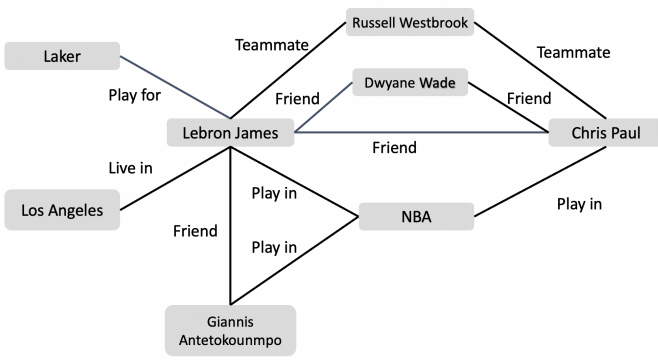 Russell Westbrook
Teammate
Teammate
Laker
Dwyane Wade
Play for
Friend
Friend
Lebron James
Chris Paul
Friend
Live in
Play in
Los Angeles
NBA
Play in
Friend
Play in
Giannis
Antetokounmpo